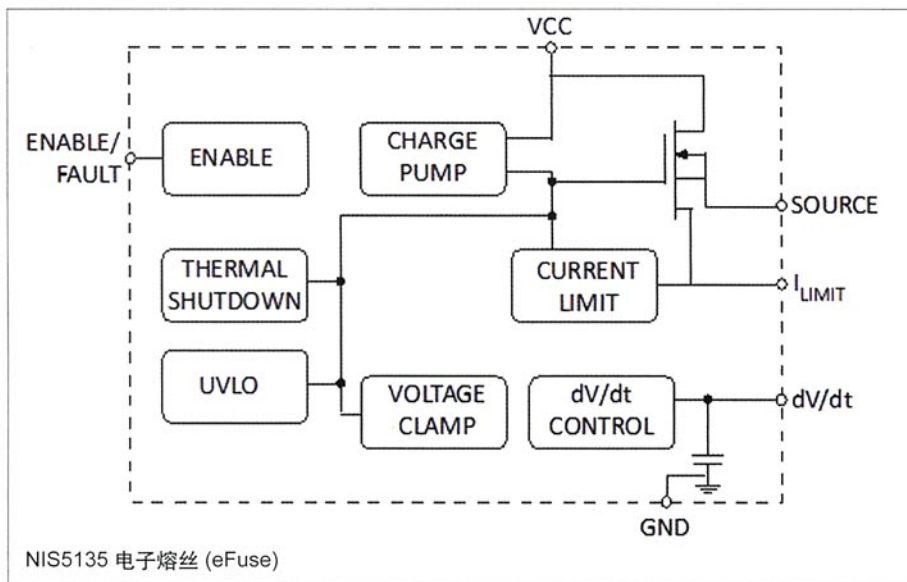 VCC
ENABLE/
FAULT
ENABLE
CHARGE
PUMP
SOURCE
THERMAL
SHUTDOWN
CURRENT
LIMIT
ILIMIT
UVLO
VOLTAGE
CLAMP
dV/dt
CONTROL
dV/dt
GND
NIS5135 电子熔丝 (eFuse)